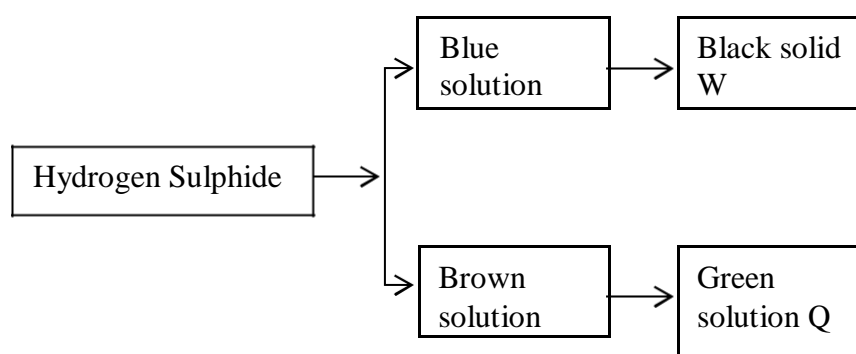 Hydrogen Sulphide
Blue
solution
Black solid
W
Brown
solution
Green
solution Q